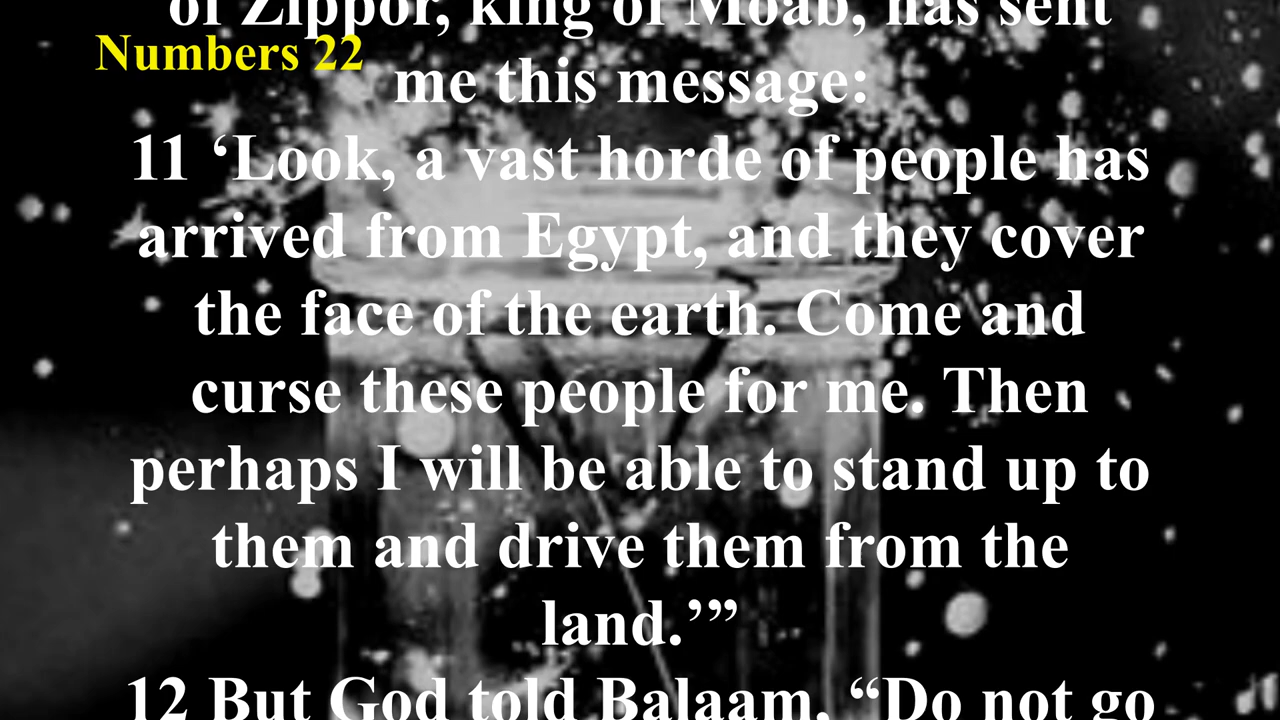 of Zippor, king of Moab, has sent
Numbers 22
me this message:
11 ‘Look, a vast horde of people has
arrived from Egypt, and they cover
the face of the earth. Come and
curse these people for me. Then
perhaps I will be able to stand up to
them and drive them from the
land.’”
12 But God told Balaam, “Do not go